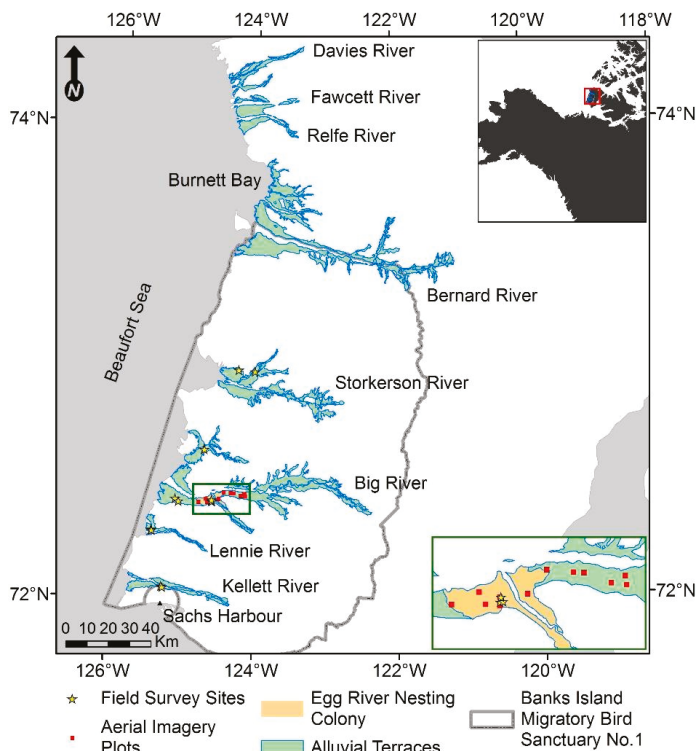 126°W 124°W 122°W 120°W 118°W
N
Davies River
Fawcett River
74°N
74°N
Relfe River
Burnett Bay
Bernard River
Beaufort Sea
Storkerson River
Big River
Lennie River
72°N
Kellett River
72°N
Sachs Harbour
0 10 20 30 40
Km
126°W 124°W 122°W 120°W
Field Survey Sites
Aerial Imagery
Plots
Egg River Nesting
Colony
Alluvial Terraces
Banks Island
Migratory Bird
Sanctuary No.1